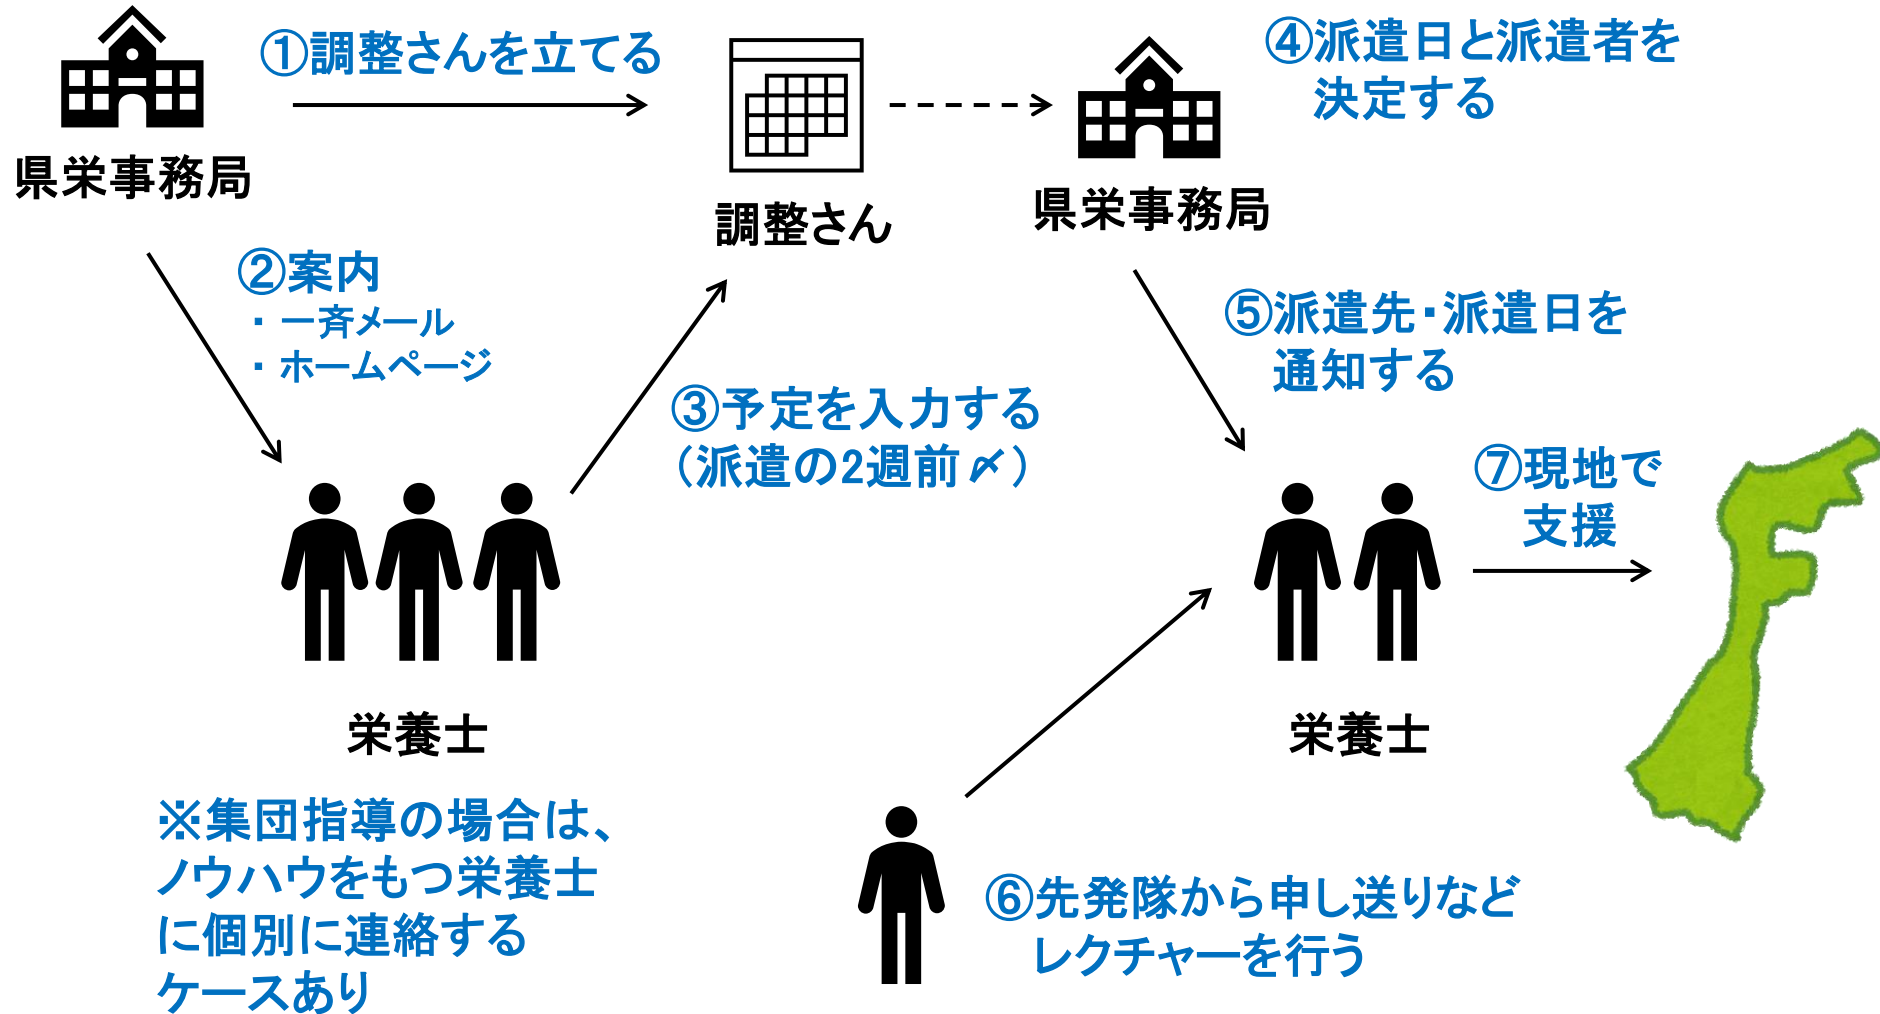 ①調整さんを立てる
県栄事務局
調整さん
県栄事務局
④派遣日と派遣者を
決定する
②案内
・一斉メール
・ホームページ
③予定を入力する
（派遣の2週前〆）
⑤派遣先・派遣日を
通知する
⑦現地で
支援
栄養士
栄養士
※集団指導の場合は、
ノウハウをもつ栄養士
に個別に連絡する
ケースあり
⑥先発隊から申し送りなど
レクチャーを行う